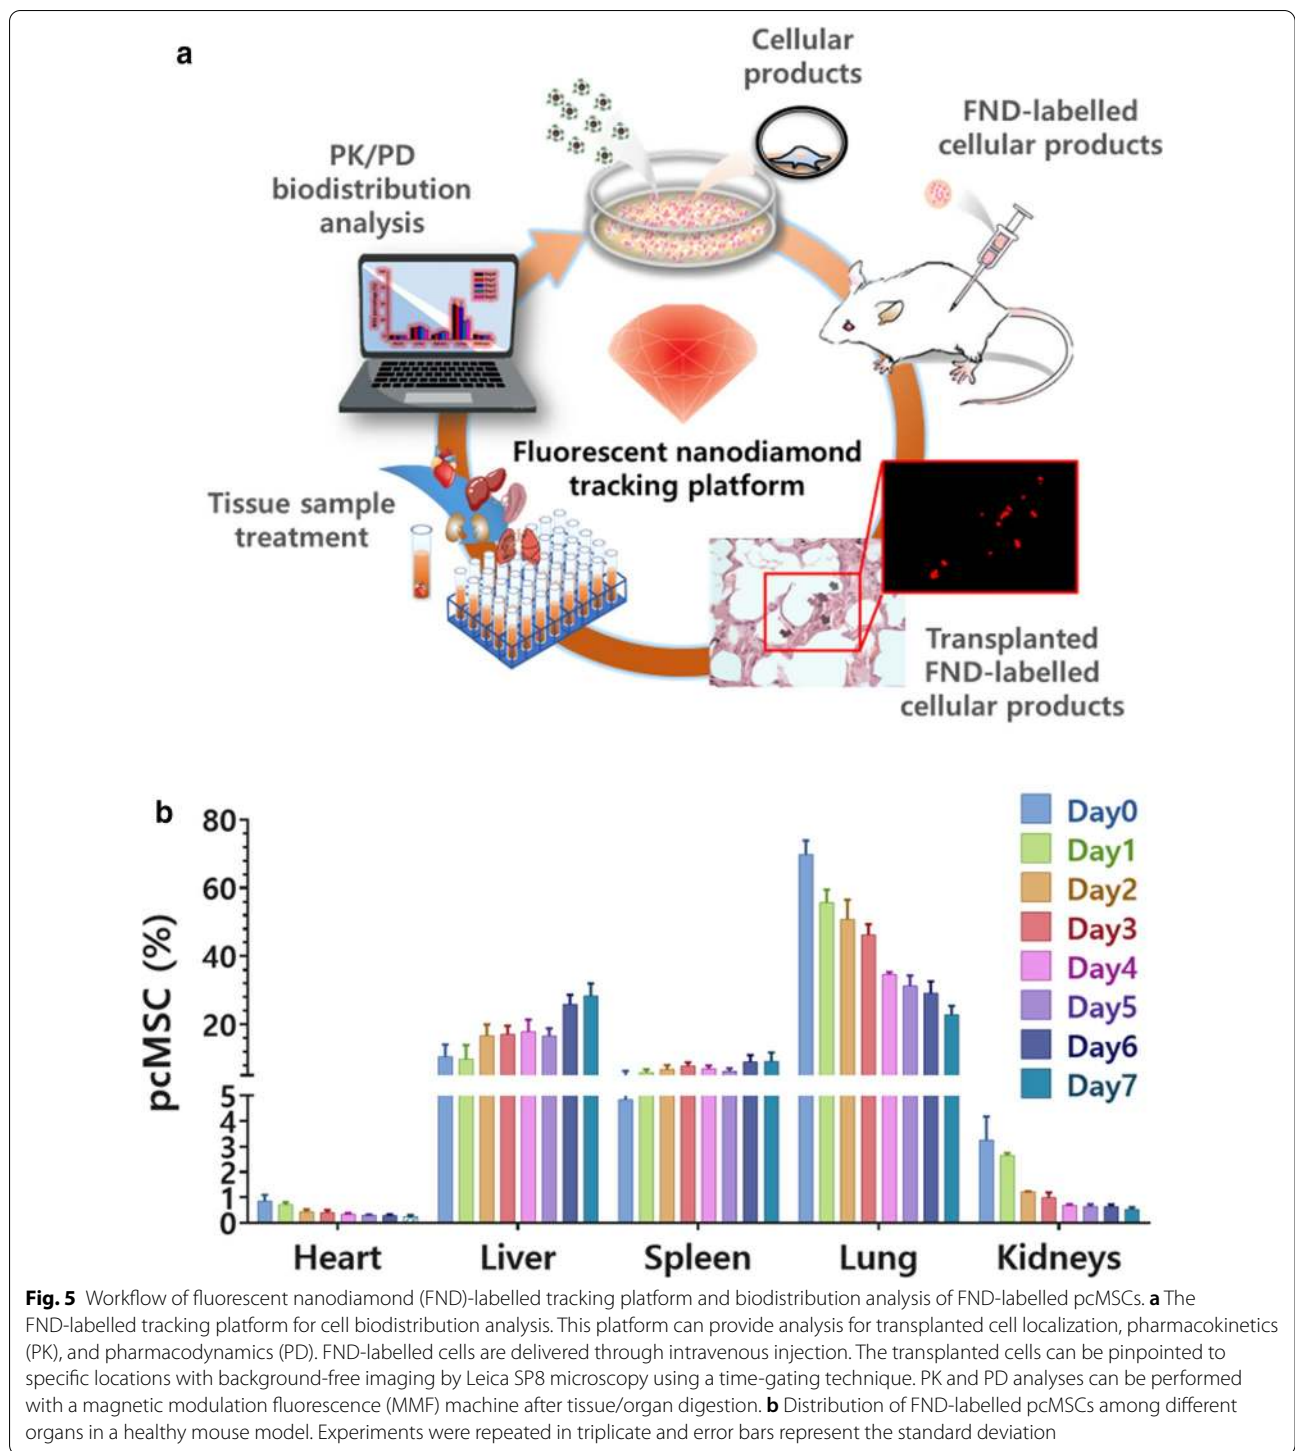 a
Cellular
products
FND-labelled
cellular products
PK/PD
biodistribution
analysis
Fluorescent nanodiamond
tracking platform
Tissue sample
treatment
Transplanted
FND-labelled
cellular products
b
pcMSC (%)
80
60
40
20
5
4
3
2
1
0
Day0
Day1
Day2
Day3
Day4
Day5
Day6
Day7
Heart Liver Spleen Lung Kidneys
Fig. 5 Workflow of fluorescent nanodiamond (FND)-labelled tracking platform and biodistribution analysis of FND-labelled pcMSCs. a The
FND-labelled tracking platform for cell biodistribution analysis. This platform can provide analysis for transplanted cell localization, pharmacokinetics
(PK), and pharmacodynamics (PD). FND-labelled cells are delivered through intravenous injection. The transplanted cells can be pinpointed to
specific locations with background-free imaging by Leica SP8 microscopy using a time-gating technique. PK and PD analyses can be performed
with a magnetic modulation fluorescence (MMF) machine after tissue/organ digestion. b Distribution of FND-labelled pcMSCs among different
organs in a healthy mouse model. Experiments were repeated in triplicate and error bars represent the standard deviation